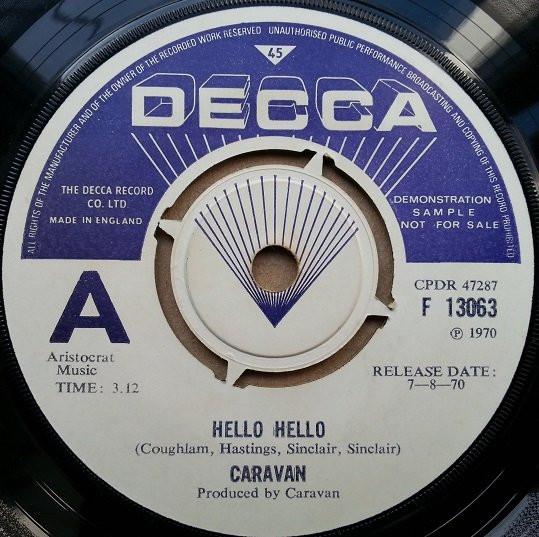 ALL RIGHTS OF THE MANUFACTURER AND OF THE OWNER OF THE RECORDED WORK RESERVED UNAUTHORISED PUBLIC PERFORMANCE BROADCASTING AND COPYING OF THIS RECORD PROHIBITED
45
DECCA
THE DECCA RECORD
CO. LTD
MADE IN ENGLAND
DEMONSTRATION
SAMPLE
NOT FOR SALE
A
Aristocrat
Music
TIME: 3.12
CPDR 47287
F 13063
℗ 1970
RELEASE DATE:
7—8—70
HELLO HELLO
(Coughlam, Hastings, Sinclair, Sinclair)
CARAVAN
Produced by Caravan